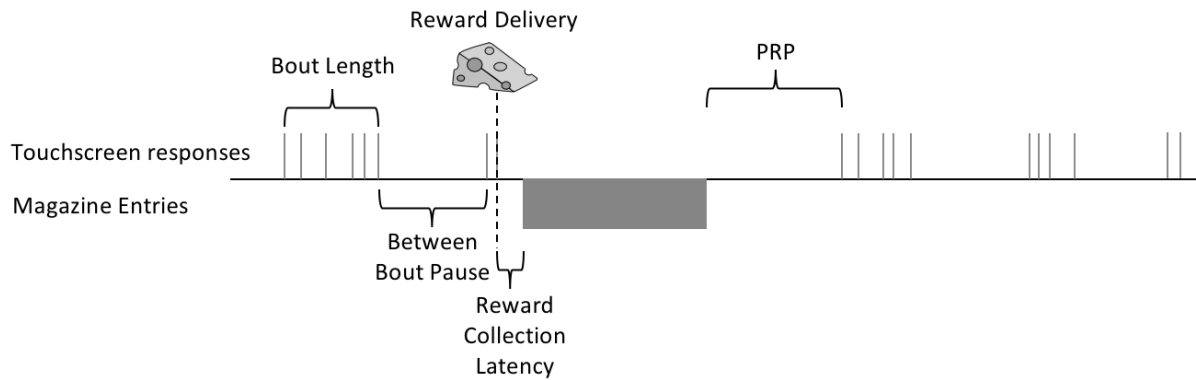 Reward Delivery
Bout Length
PRP
Touchscreen responses
Magazine Entries
Between
Bout Pause
Reward
Collection
Latency